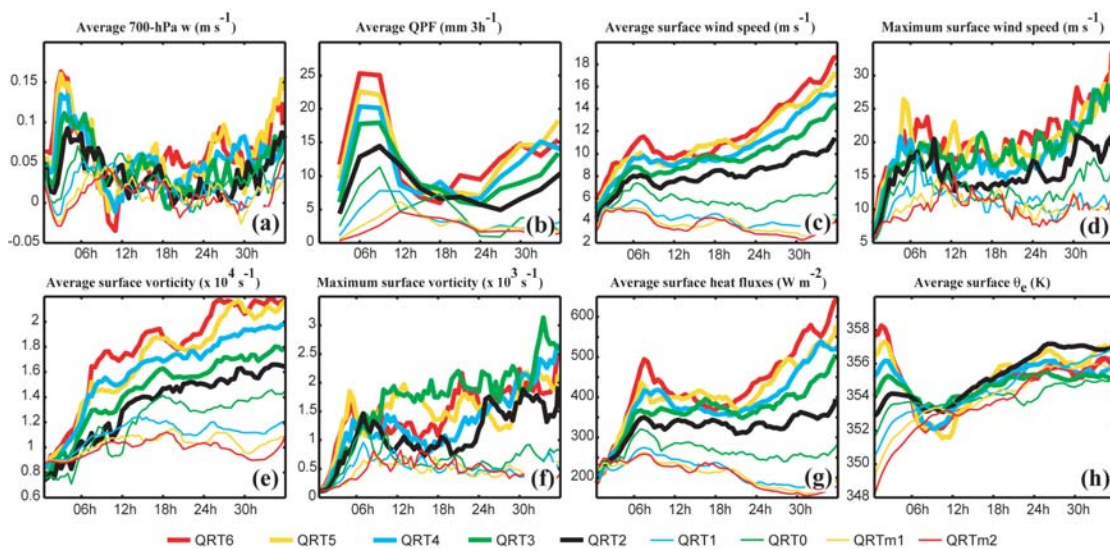 Average 700-hPa w (m s⁻¹)
Average QPF (mm 3h⁻¹)
Average surface wind speed (m s⁻¹)
Maximum surface wind speed (m s⁻¹)
0.15
0.1
0.05
0
-0.05
06h 12h 18h 24h 30h
(a)
25
20
15
10
5
0
06h 12h 18h 24h 30h
(b)
18
16
14
12
10
8
6
4
2
06h 12h 18h 24h 30h
(c)
30
25
20
15
10
5
06h 12h 18h 24h 30h
(d)
Average surface vorticity (x 10⁴ s⁻¹)
Maximum surface vorticity (x 10³ s⁻¹)
Average surface heat fluxes (W m⁻²)
Average surface θe (K)
2
1.8
1.6
1.4
1.2
1
0.8
0.6
06h 12h 18h 24h 30h
(e)
3
2.5
2
1.5
1
0.5
0
06h 12h 18h 24h 30h
(f)
600
500
400
300
200
06h 12h 18h 24h 30h
(g)
358
356
354
352
350
348
06h 12h 18h 24h 30h
(h)
QRT6 QRT5 QRT4 QRT3 QRT2 QRT1 QRT0 QRTm1 QRTm2